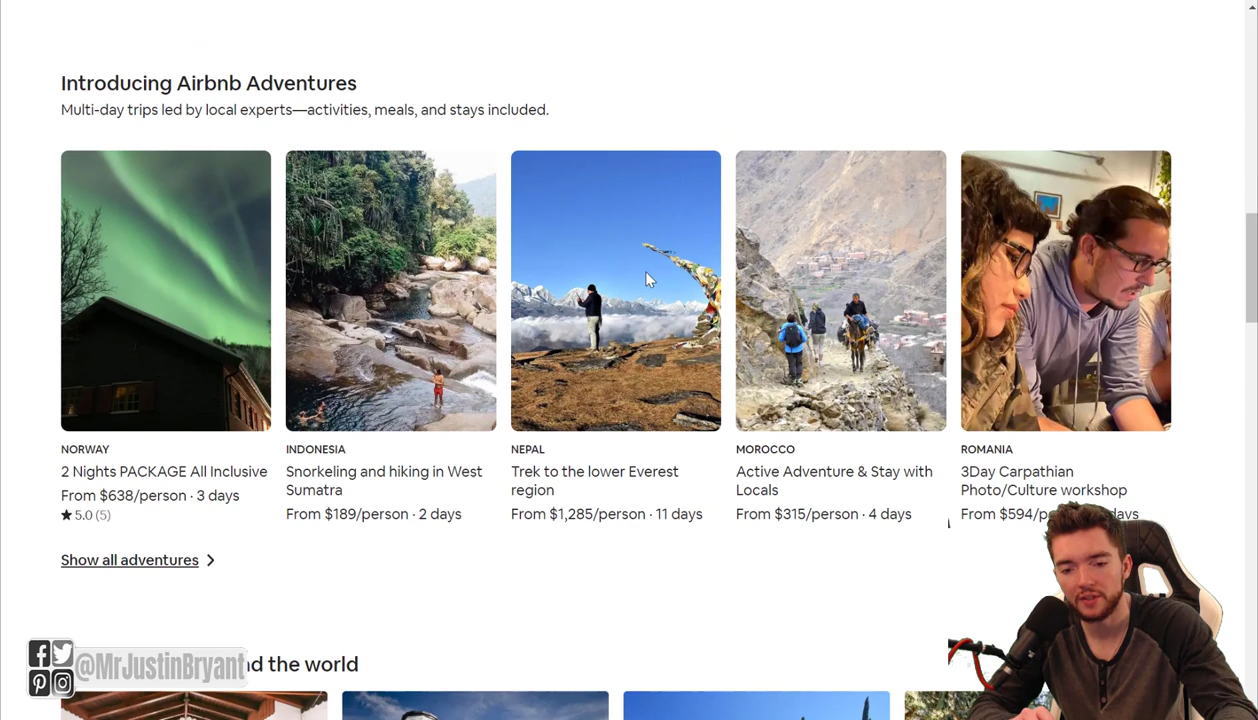 Introducing Airbnb Adventures
Multi-day trips led by local experts—activities, meals, and stays included.
NORWAY
2 Nights PACKAGE All Inclusive
From $638/person · 3 days
★ 5.0 (5)
INDONESIA
Snorkeling and hiking in West
Sumatra
From $189/person · 2 days
NEPAL
Trek to the lower Everest
region
From $1,285/person · 11 days
MOROCCO
Active Adventure & Stay with
Locals
From $315/person · 4 days
ROMANIA
3Day Carpathian
Photo/Culture workshop
From $594/
Show all adventures
@MrJustinBryant
the world